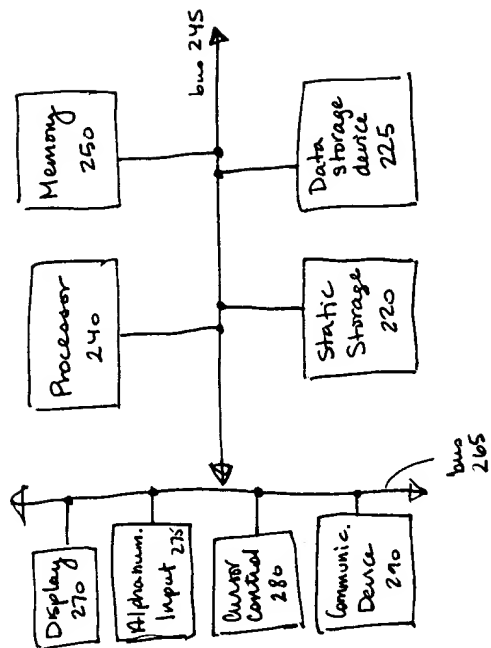 Memory
250
bus 245
Processor
240
Data
storage
device
225
Static
Storage
220
bus
265
Display
270
Alphanum.
Input 275
Cursor
Control
280
Communic.
Device
290